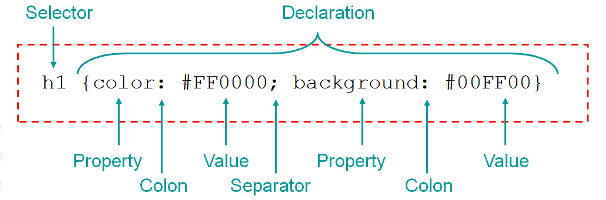 Selector Declaration
h1 {color: #FF0000; background: #00FF00}
Property Value Property Value
Colon Separator Colon